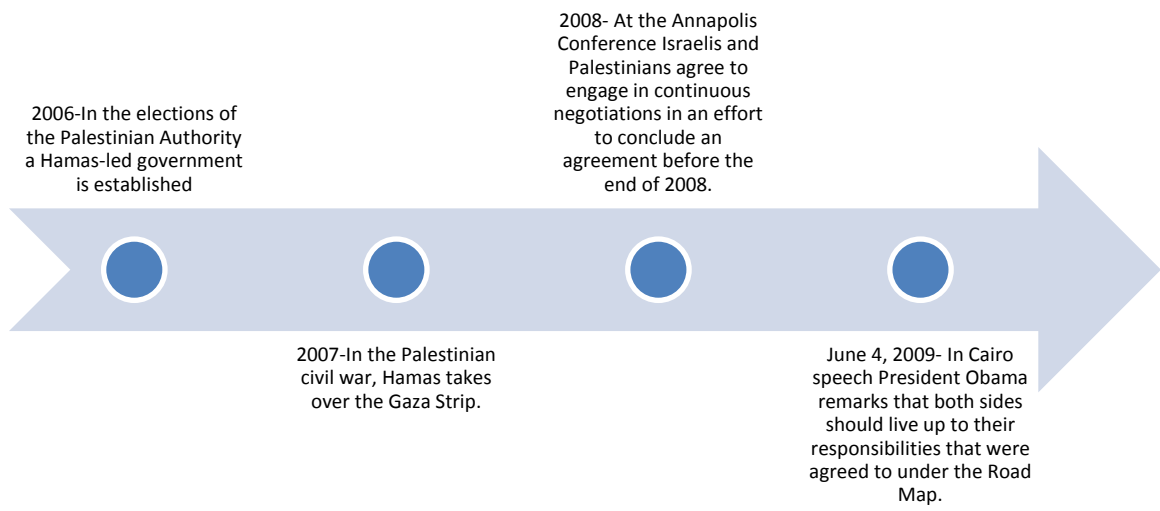 2006-In the elections of
the Palestinian Authority
a Hamas-led government
is established
2007-In the Palestinian
civil war, Hamas takes
over the Gaza Strip.
2008- At the Annapolis
Conference Israelis and
Palestinians agree to
engage in continuous
negotiations in an effort
to conclude an
agreement before the
end of 2008.
June 4, 2009- In Cairo
speech President Obama
remarks that both sides
should live up to their
responsibilities that were
agreed to under the Road
Map.